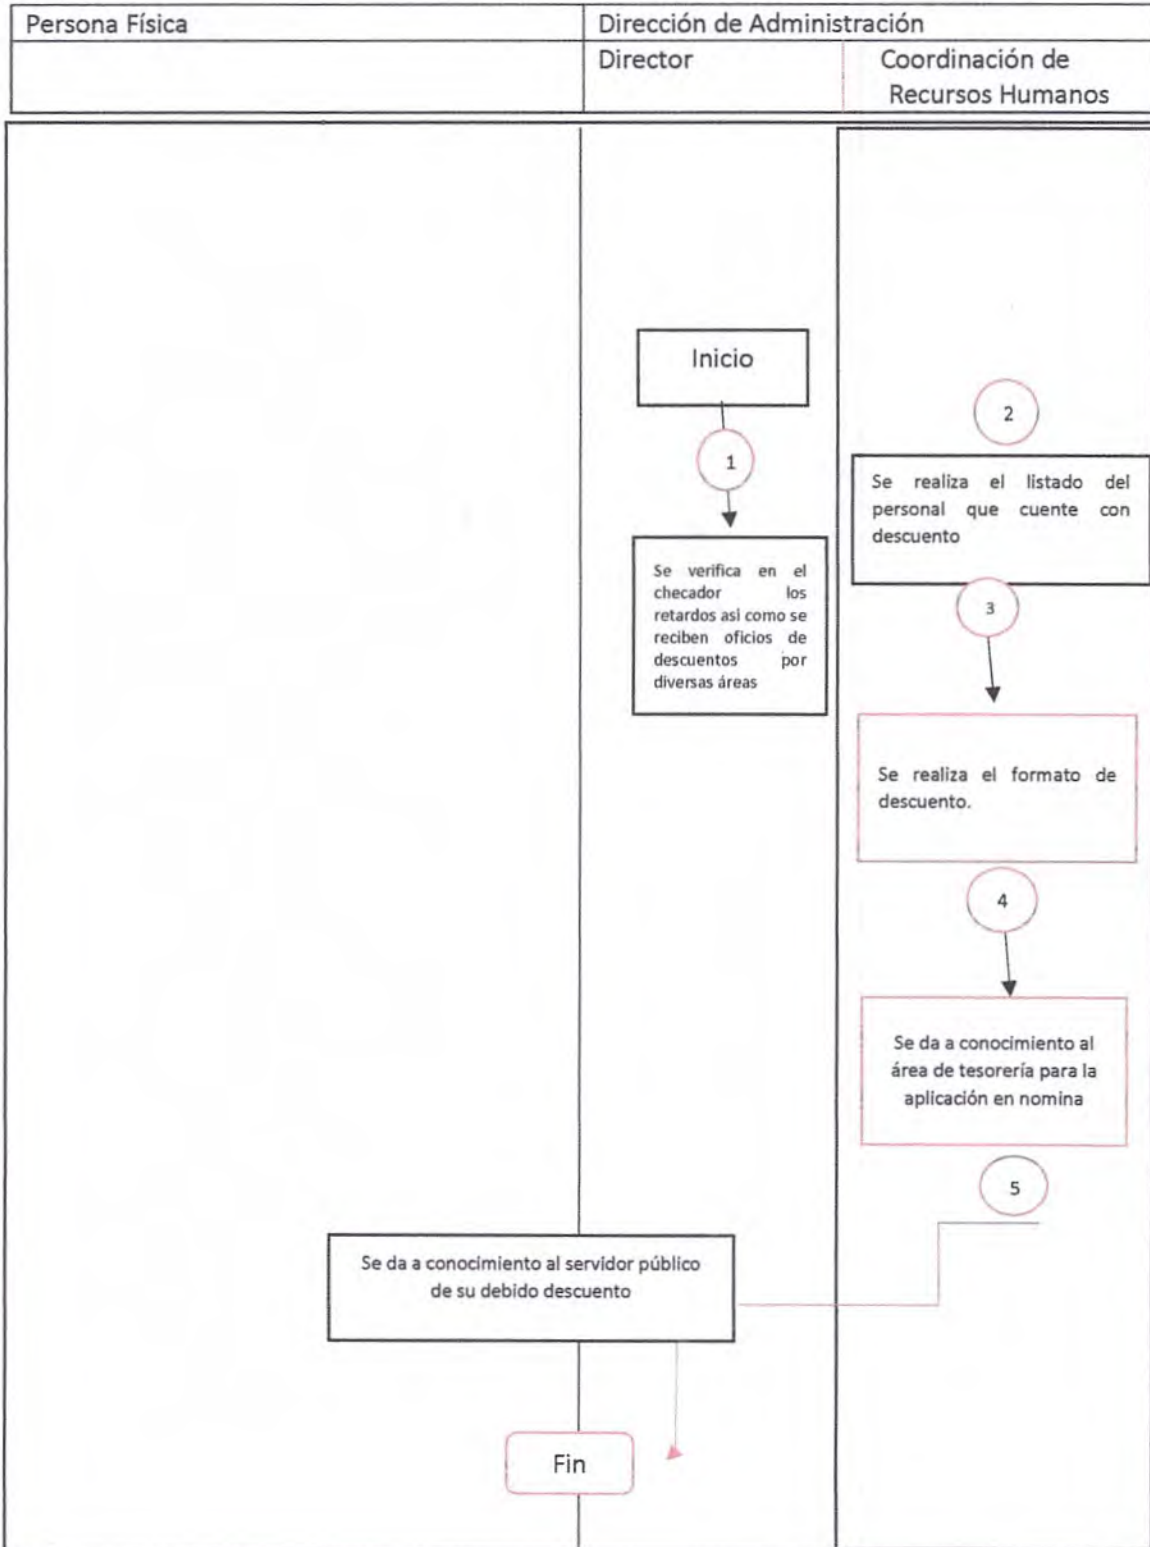 Persona Física
Dirección de Administración
Director
Coordinación de
Recursos Humanos
Inicio
1
Se verifica en el
checador los
retardos asi como se
reciben oficios de
descuentos por
diversas áreas
2
Se realiza el listado del
personal que cuente con
descuento
3
Se realiza el formato de
descuento.
4
Se da a conocimiento al
área de tesorería para la
aplicación en nomina
5
Se da a conocimiento al servidor público
de su debido descuento
Fin